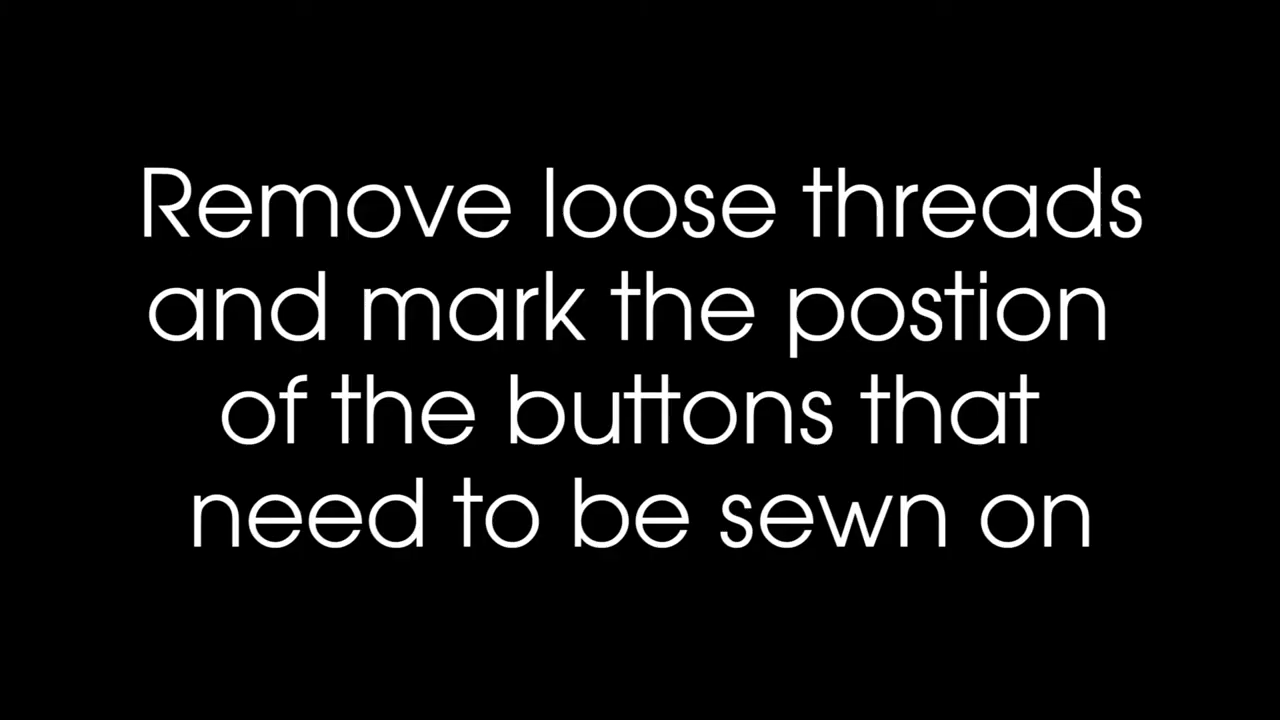 Remove loose threads
and mark the postion
of the buttons that
need to be sewn on